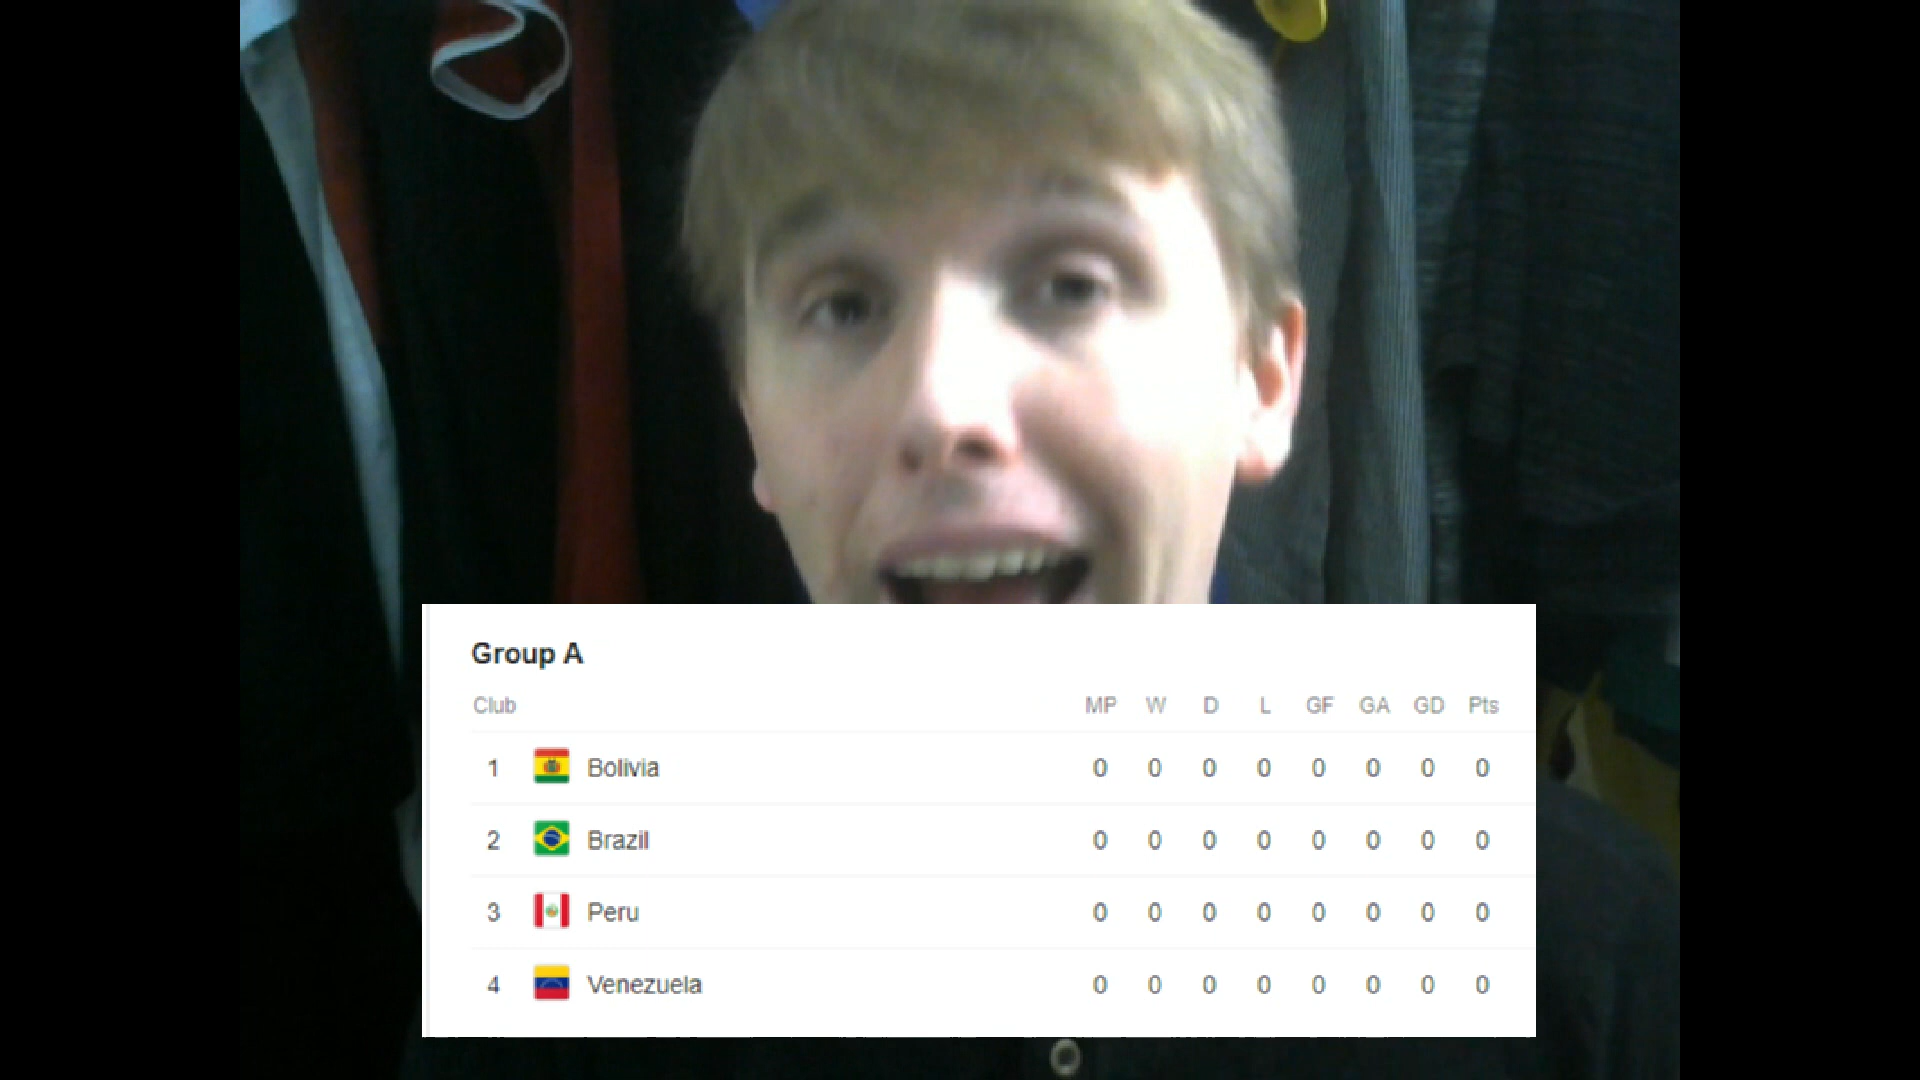 Group A
Club MP W D L GF GA GD Pts
1 Bolivia 0 0 0 0 0 0 0 0
2 Brazil 0 0 0 0 0 0 0 0
3 Peru 0 0 0 0 0 0 0 0
4 Venezuela 0 0 0 0 0 0 0 0